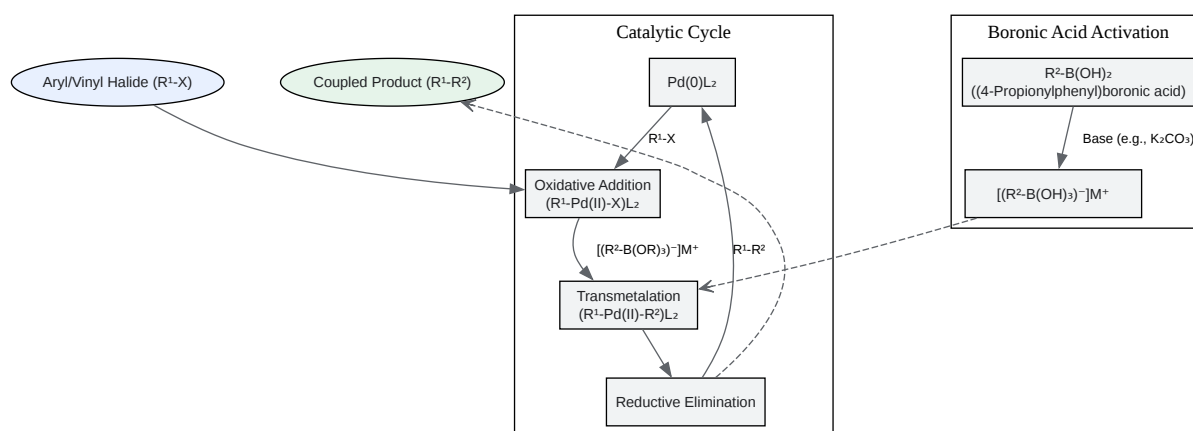 Catalytic Cycle
Boronic Acid Activation
Aryl/Vinyl Halide (R¹-X)
Coupled Product (R¹-R²)
Pd(0)L₂
R²-B(OH)₂
((4-Propionylphenyl)boronic acid)
R¹-X
Base (e.g., K₂CO₃)
Oxidative Addition
(R¹-Pd(II)-X)L₂
[(R²-B(OH)₃)⁻]M⁺
[(R²-B(OR)₃)⁻]M⁺
R¹-R²
Transmetalation
(R¹-Pd(II)-R²)L₂
Reductive Elimination